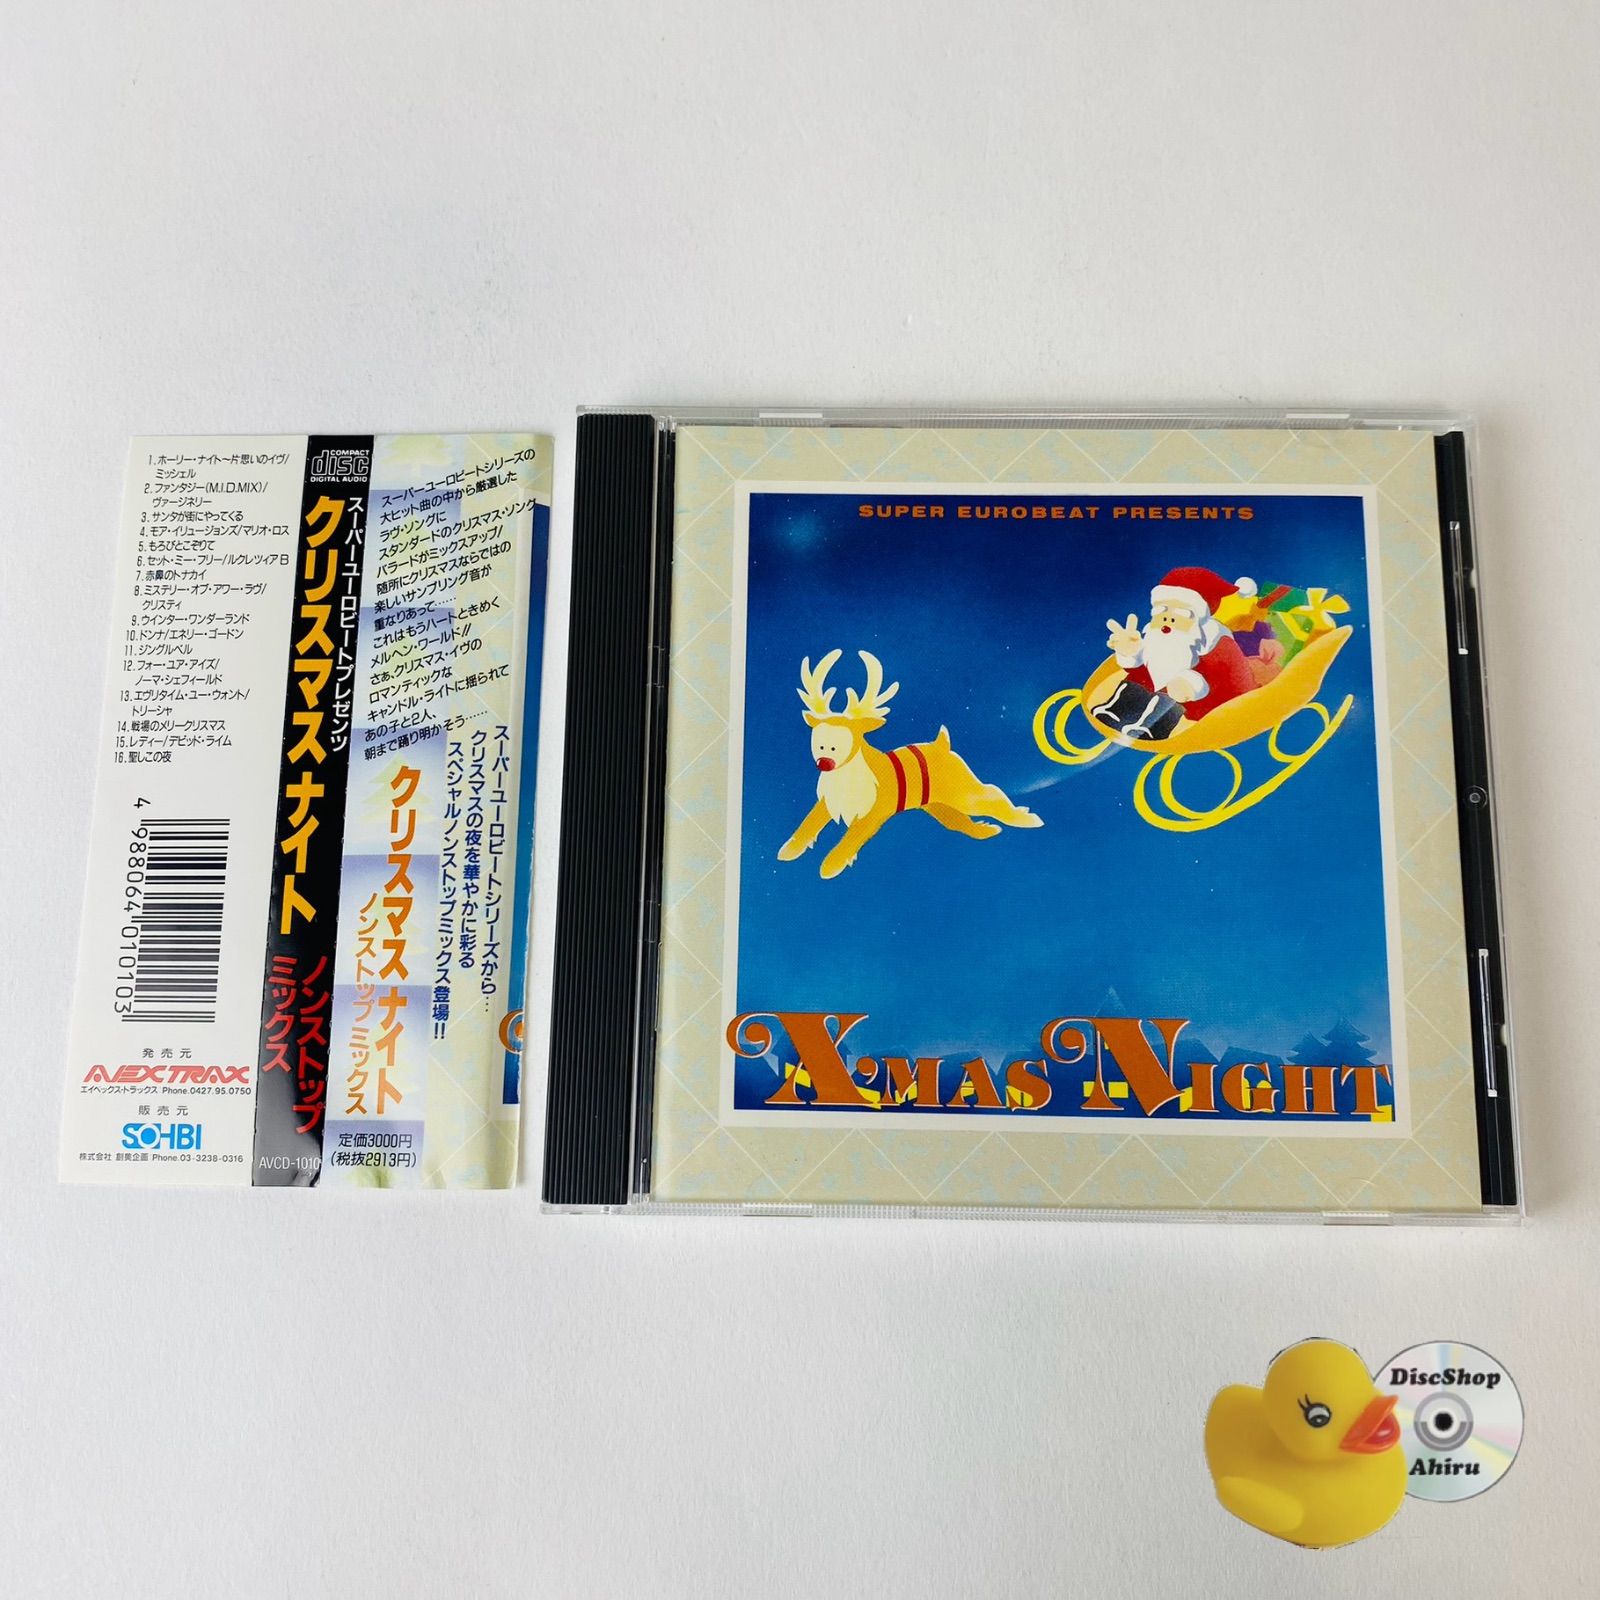 1. ホーリー・ナイト〜片思いのイヴ/
ミッシェル
2. ファンタジー(M.I.D.MIX)/
ヴァージネリー
3. サンタが街にやってくる
4. モア・イリュージョンズ/マリオ・ロス
5. もろびとこぞりて
6. セット・ミー・フリー/ルクレツィア B
7. 赤鼻のトナカイ
8. ミステリー・オブ・アワー・ラヴ/
クリスティ
9. ウインター・ワンダーランド
10. ドンナ/エネリー・ゴードン
11. ジングルベル
12. フォー・ユア・アイズ/
ノーマ・シェフィールド
13. エヴリタイム・ユー・ウォント/
トリーシャ
14. 戦場のメリークリスマス
15. レディー/デビッド・ライム
16. 聖しこの夜
4 988064 010103
発売元
AVEX TRAX
エイベックス・トラックス Phone.0427.95.0750
販売元
SOHBI
株式会社 創美企画 Phone.03-3238-0316
COMPACT
disc
DIGITAL AUDIO
スーパーユーロビートプレゼンツ
クリスマス ナイト
ノンストップ
ミックス
AVCD-1010
スーパーユーロビートシリーズの
大ヒット曲の中から厳選した
ラヴ・ソングに
スタンダードのクリスマス・ソング
バラードがミックスアップ/
随所にクリスマスならではの
楽しいサンプリング音が
重なりあって……
これはもうハートときめく
メルヘン・ワールド//
さぁ、クリスマス・イヴの
ロマンティックな
キャンドル・ライトに揺られて
あの子と2人、
朝まで踊り明かそう……
スーパーユーロビートシリーズから…
クリスマスの夜を華やかに彩る
スペシャルノンストップミックス登場!!
クリスマス ナイト
ノンストップ ミックス
定価3000円
(税抜2913円)
SUPER EUROBEAT PRESENTS
X'MAS NIGHT
DiscShop
Ahiru